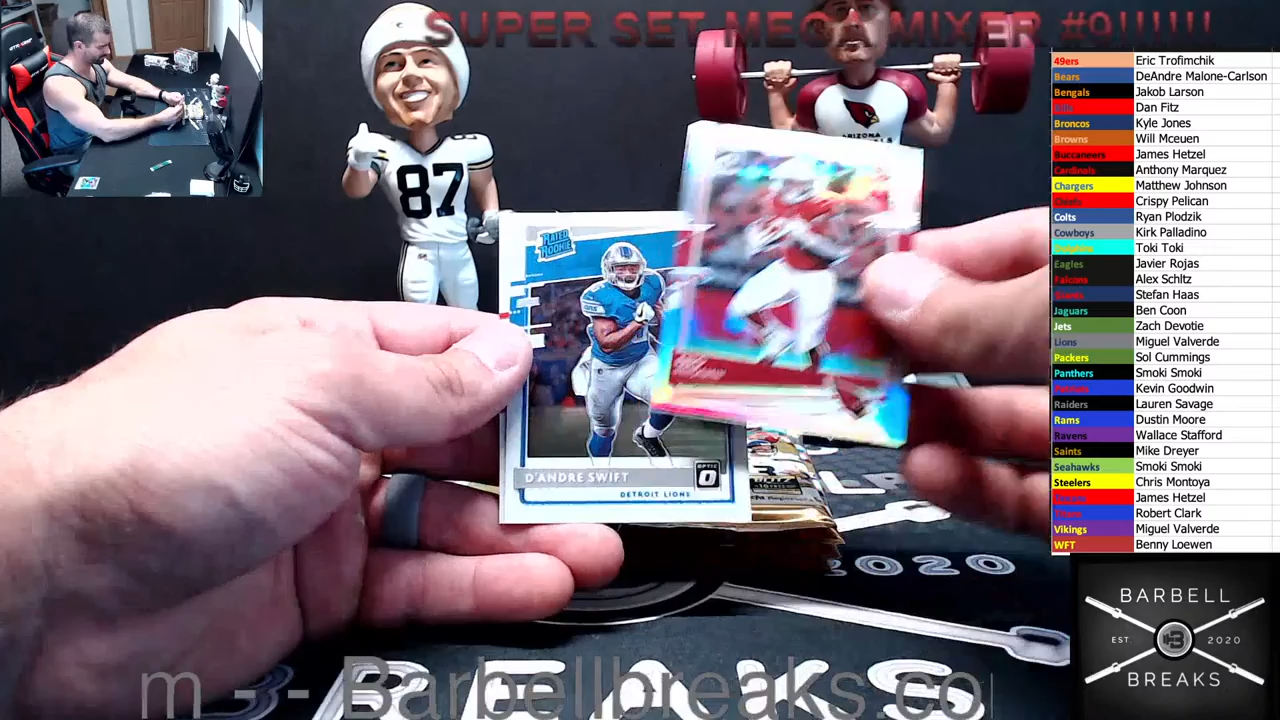 SUPER SET MEGA MIXER #9!!!!!!
49ers Eric Trofimchik
Bears DeAndre Malone-Carlson
Bengals Jakob Larson
Bills Dan Fitz
Broncos Kyle Jones
Browns Will Mceuen
Buccaneers James Hetzel
Cardinals Anthony Marquez
Chargers Matthew Johnson
Chiefs Crispy Pelican
Colts Ryan Plodzik
Cowboys Kirk Palladino
Dolphins Toki Toki
Eagles Javier Rojas
Falcons Alex Schltz
Giants Stefan Haas
Jaguars Ben Coon
Jets Zach Devotie
Lions Miguel Valverde
Packers Sol Cummings
Panthers Smoki Smoki
Patriots Kevin Goodwin
Raiders Lauren Savage
Rams Dustin Moore
Ravens Wallace Stafford
Saints Mike Dreyer
Seahawks Smoki Smoki
Steelers Chris Montoya
Texans James Hetzel
Titans Robert Clark
Vikings Miguel Valverde
WFT Benny Loewen
87
ARIZONA
RATED ROOKIE
D'ANDRE SWIFT
OPTIC
DETROIT LIONS
2020
BARBELL
EST. B 2020
BREAKS
m - - Barbellbreaks.co